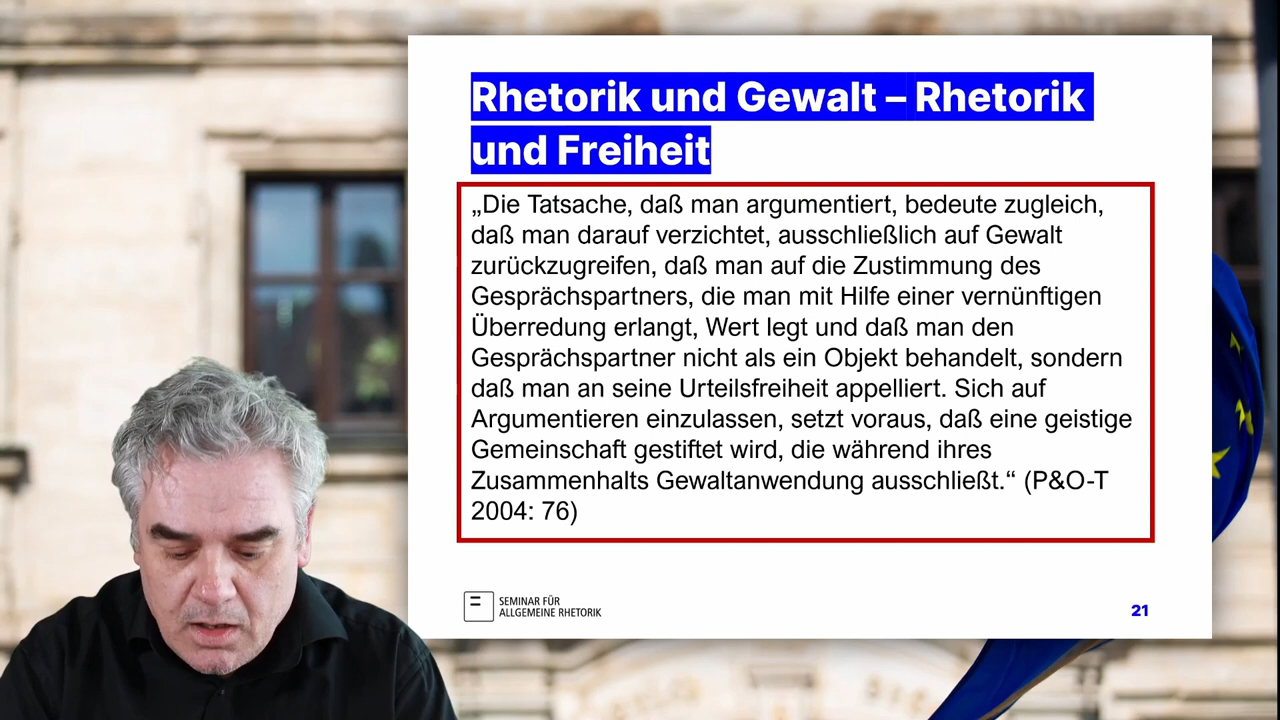 Rhetorik und Gewalt – Rhetorik
und Freiheit
„Die Tatsache, daß man argumentiert, bedeute zugleich,
daß man darauf verzichtet, ausschließlich auf Gewalt
zurückzugreifen, daß man auf die Zustimmung des
Gesprächspartners, die man mit Hilfe einer vernünftigen
Überredung erlangt, Wert legt und daß man den
Gesprächspartner nicht als ein Objekt behandelt, sondern
daß man an seine Urteilsfreiheit appelliert. Sich auf
Argumentieren einzulassen, setzt voraus, daß eine geistige
Gemeinschaft gestiftet wird, die während ihres
Zusammenhalts Gewaltanwendung ausschließt.“ (P&O-T
2004: 76)
SEMINAR FÜR
ALLGEMEINE RHETORIK
21